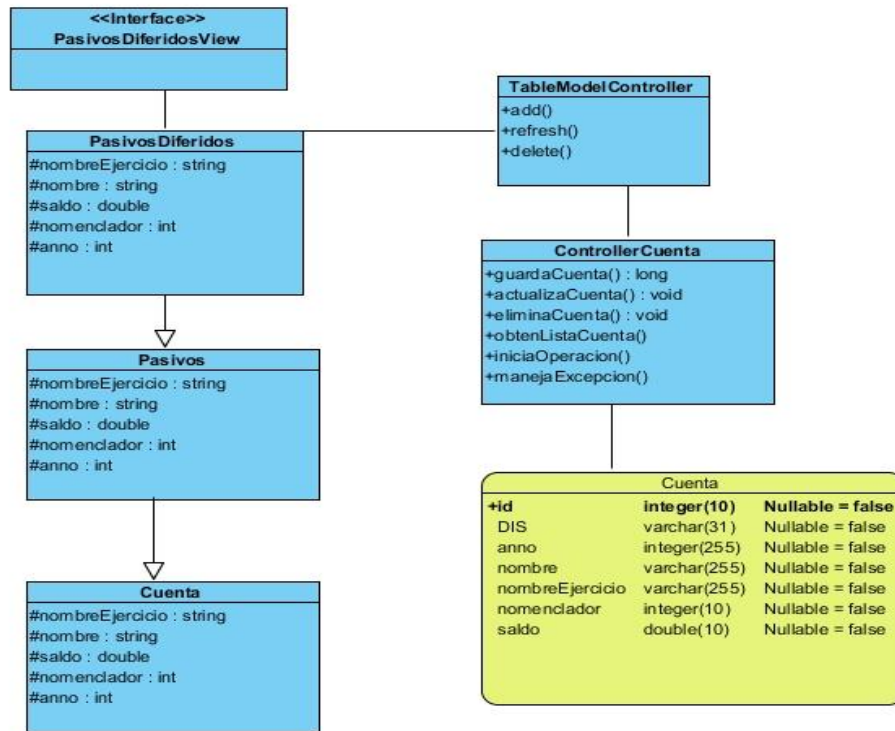 <<Interface>>
PasivosDiferidosView
PasivosDiferidos
#nombreEjercicio : string
#nombre : string
#saldo : double
#nomenclador : int
#anno : int
Pasivos
#nombreEjercicio : string
#nombre : string
#saldo : double
#nomenclador : int
#anno : int
Cuenta
#nombreEjercicio : string
#nombre : string
#saldo : double
#nomenclador : int
#anno : int
TableModelController
+add()
+refresh()
+delete()
ControllerCuenta
+guardaCuenta() : long
+actualizaCuenta() : void
+eliminaCuenta() : void
+obtenListaCuenta()
+iniciaOperacion()
+manejaExcepcion()
Cuenta
+id integer(10) Nullable = false
DIS varchar(31) Nullable = false
anno integer(255) Nullable = false
nombre varchar(255) Nullable = false
nombreEjercicio varchar(255) Nullable = false
nomenclador integer(10) Nullable = false
saldo double(10) Nullable = false